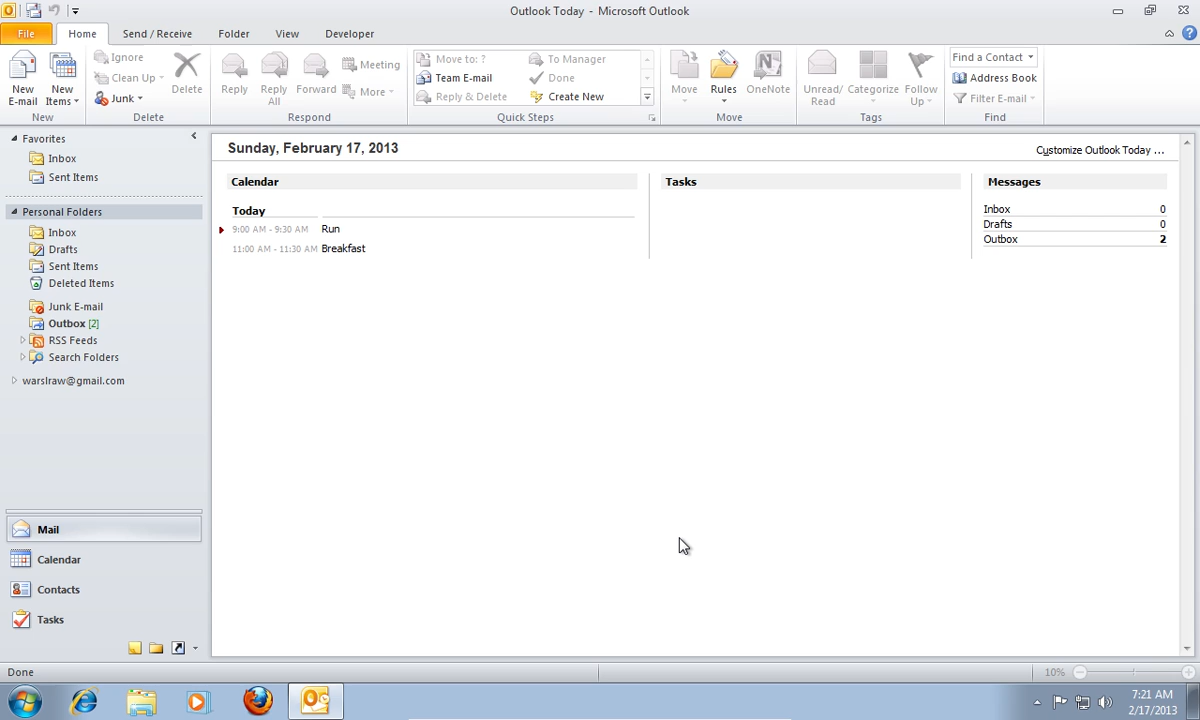 Outlook Today - Microsoft Outlook
File Home Send / Receive Folder View Developer
New E-mail
New Items
New
Ignore
Clean Up
Junk
Delete
Delete
Reply
Reply All
Forward
Meeting
More
Respond
Move to: ?
Team E-mail
Reply & Delete
To Manager
Done
Create New
Quick Steps
Move
Rules
OneNote
Move
Unread/ Read
Categorize
Follow Up
Tags
Find a Contact
Address Book
Filter E-mail
Find
Favorites
Inbox
Sent Items
Personal Folders
Inbox
Drafts
Sent Items
Deleted Items
Junk E-mail
Outbox [2]
RSS Feeds
Search Folders
warslraw@gmail.com
Mail
Calendar
Contacts
Tasks
Sunday, February 17, 2013
Customize Outlook Today ...
Calendar
Today
9:00 AM - 9:30 AM Run
11:00 AM - 11:30 AM Breakfast
Tasks
Messages
Inbox 0
Drafts 0
Outbox 2
Done
10%
7:21 AM
2/17/2013